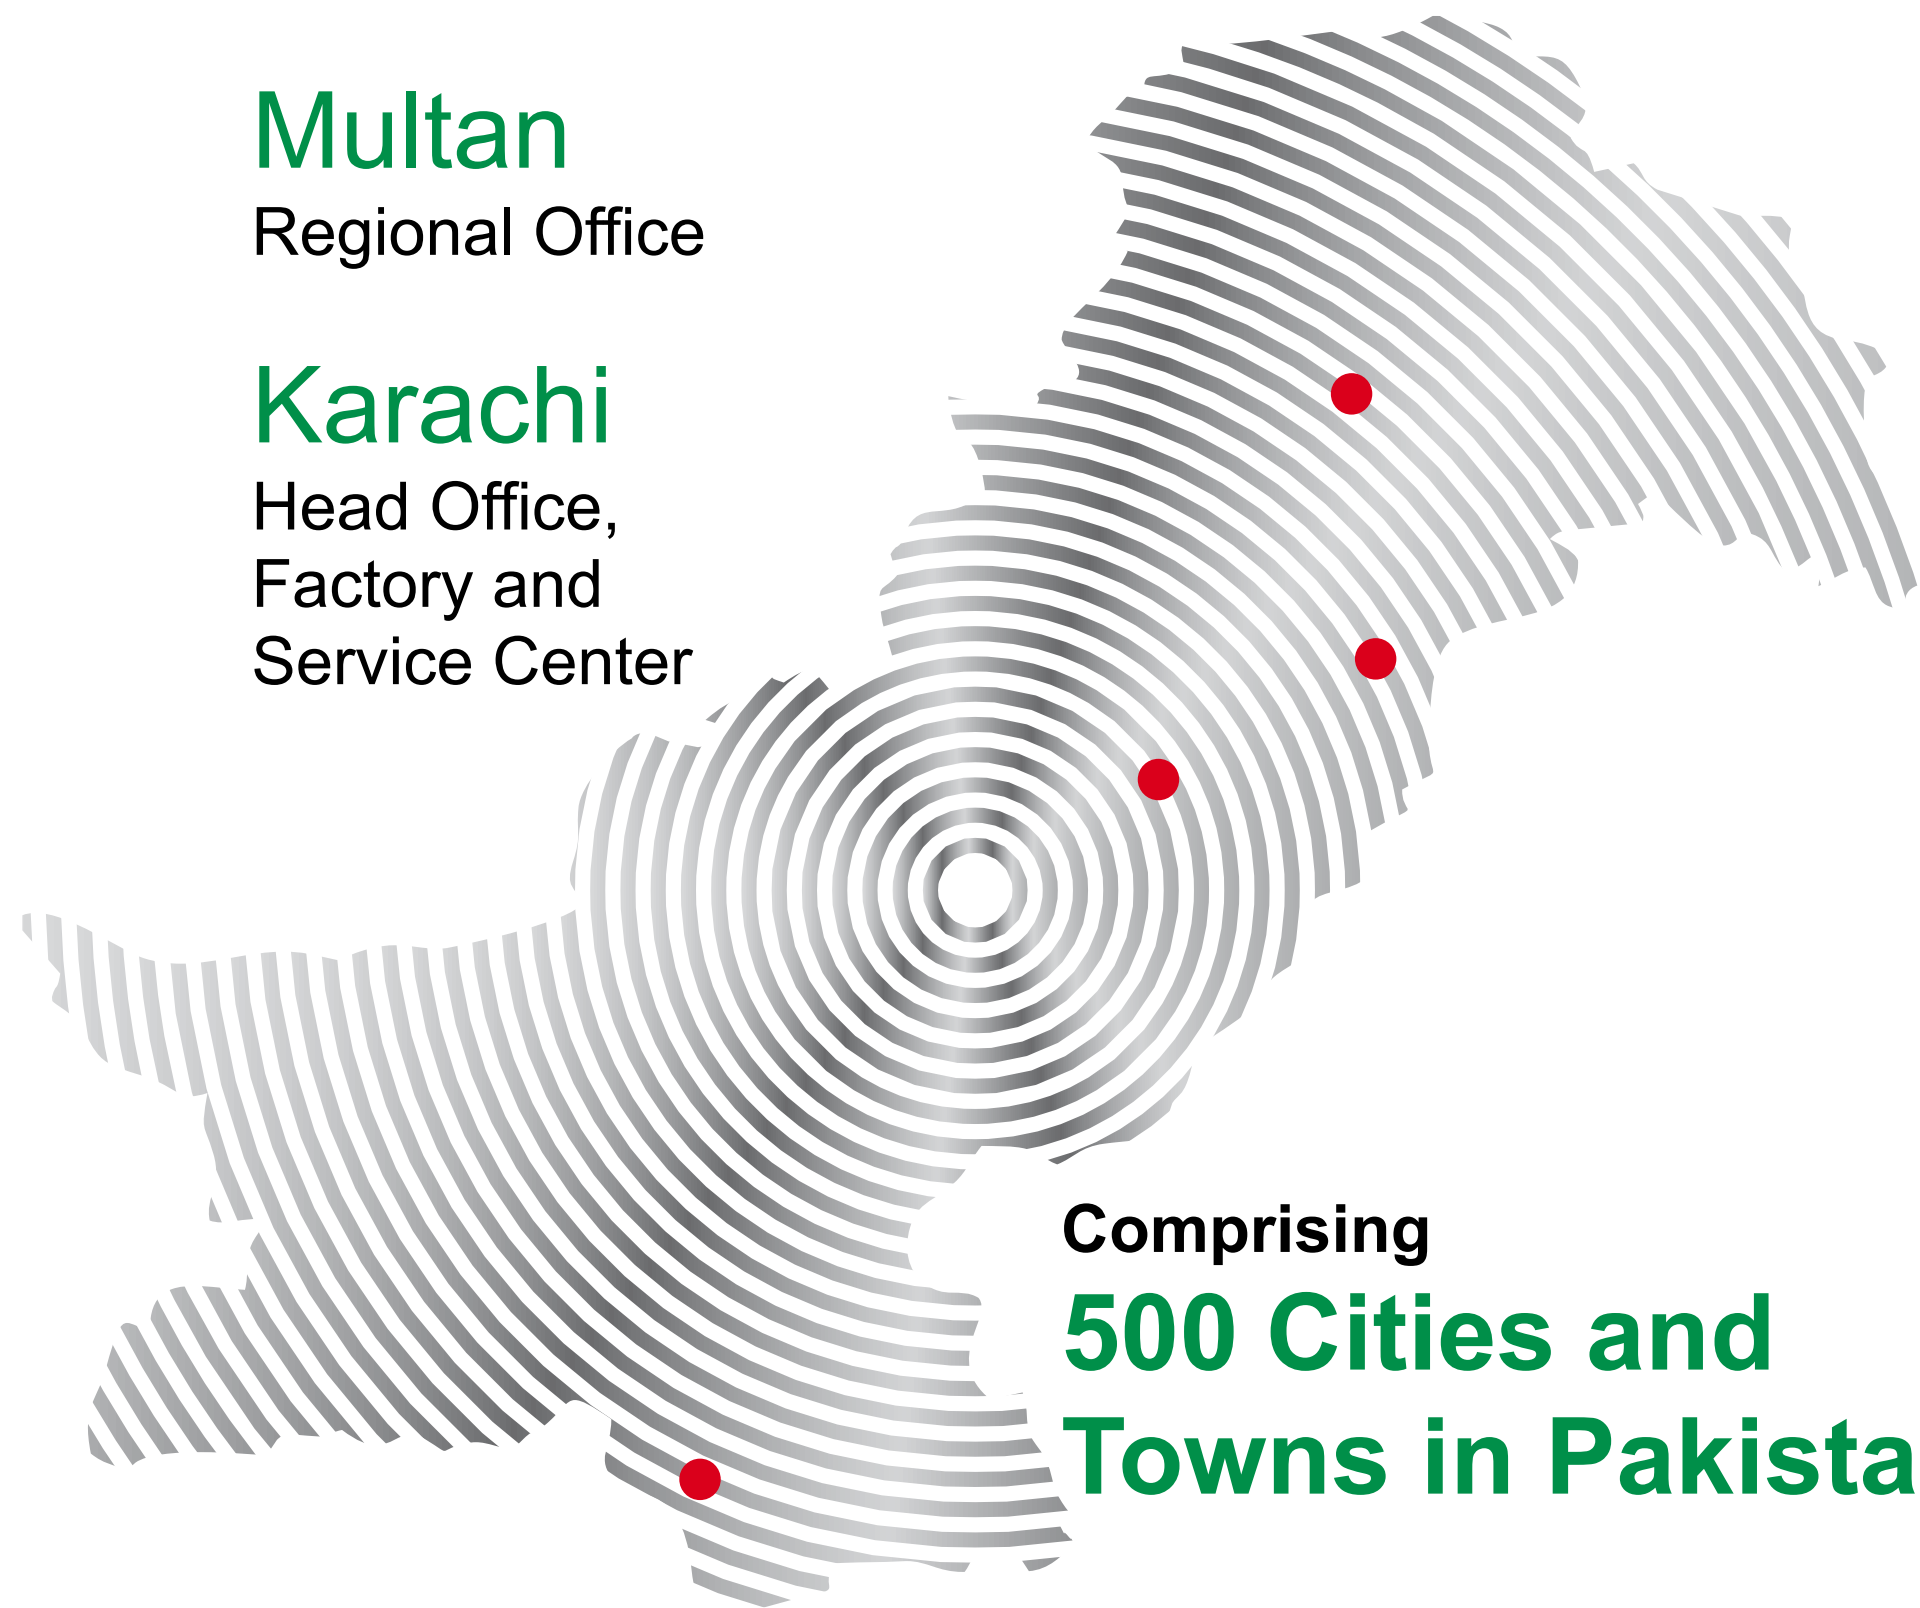 Multan
Regional Office
Karachi
Head Office,
Factory and
Service Center
Comprising
500 Cities and
Towns in Pakista